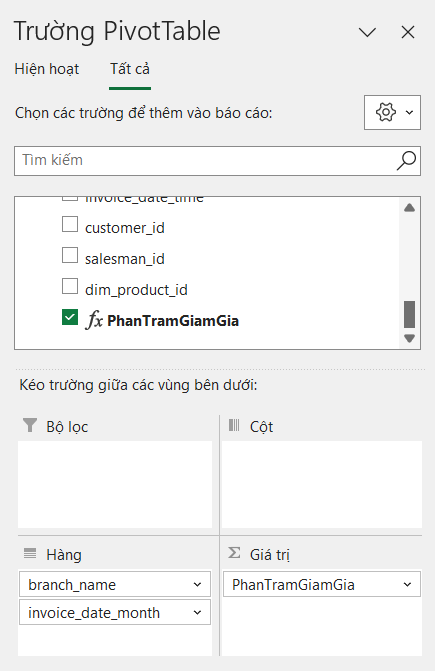 Trường PivotTable
Hiện hoạt Tất cả
Chọn các trường để thêm vào báo cáo:
Tìm kiếm
invoice_date_time
customer_id
salesman_id
dim_product_id
fx PhanTramGiamGia
Kéo trường giữa các vùng bên dưới:
Bộ lọc
Cột
Hàng
Σ Giá trị
branch_name
PhanTramGiamGia
invoice_date_month